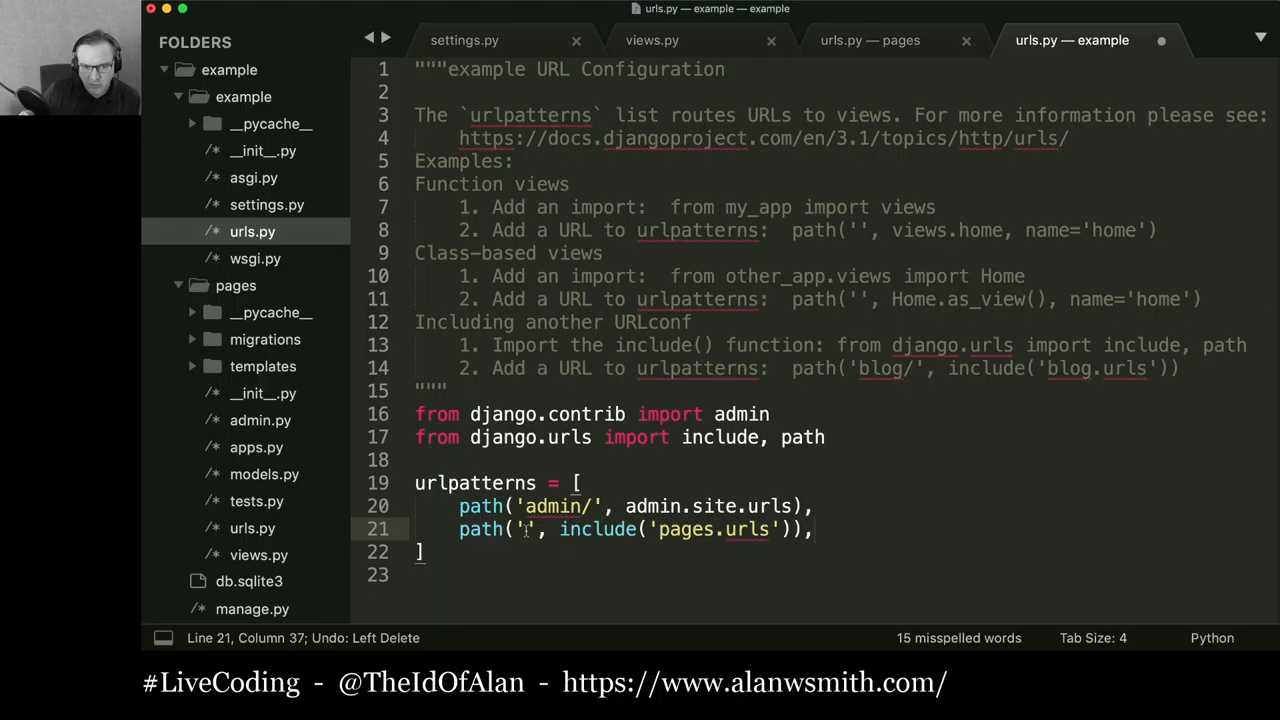 urls.py — example — example
FOLDERS
example
example
__pycache__
/* __init__.py
/* asgi.py
/* settings.py
/* urls.py
/* wsgi.py
pages
__pycache__
migrations
templates
/* __init__.py
/* admin.py
/* apps.py
/* models.py
/* tests.py
/* urls.py
/* views.py
db.sqlite3
/* manage.py
settings.py
views.py
urls.py — pages
urls.py — example
1 """example URL Configuration
2
3 The `urlpatterns` list routes URLs to views. For more information please see:
4 https://docs.djangoproject.com/en/3.1/topics/http/urls/
5 Examples:
6 Function views
7 1. Add an import:  from my_app import views
8 2. Add a URL to urlpatterns:  path('', views.home, name='home')
9 Class-based views
10 1. Add an import:  from other_app.views import Home
11 2. Add a URL to urlpatterns:  path('', Home.as_view(), name='home')
12 Including another URLconf
13 1. Import the include() function: from django.urls import include, path
14 2. Add a URL to urlpatterns:  path('blog/', include('blog.urls'))
15 """
16 from django.contrib import admin
17 from django.urls import include, path
18
19 urlpatterns = [
20 path('admin/', admin.site.urls),
21 path('', include('pages.urls')),
22 ]
23
Line 21, Column 37; Undo: Left Delete
15 misspelled words
Tab Size: 4
Python
#LiveCoding - @TheIdOfAlan - https://www.alanwsmith.com/